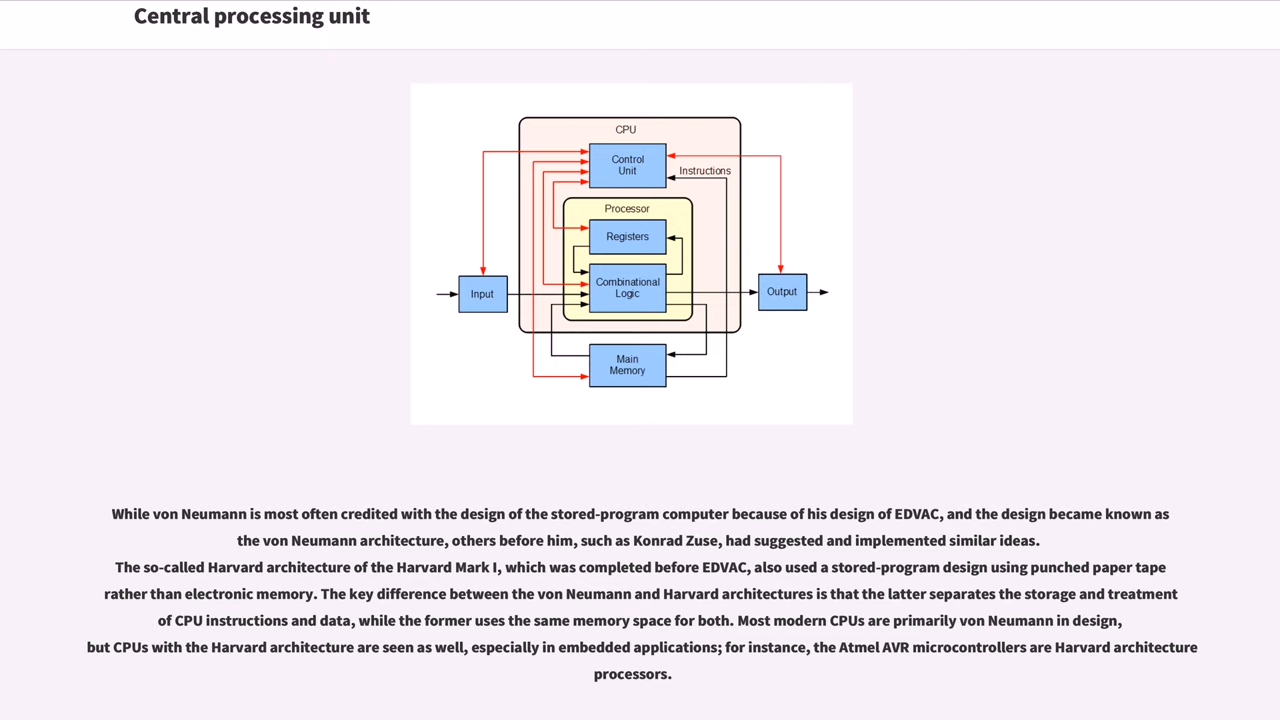 Central processing unit
CPU
Control
Unit
Instructions
Processor
Registers
Combinational
Logic
Input
Output
Main
Memory
While von Neumann is most often credited with the design of the stored-program computer because of his design of EDVAC, and the design became known as
the von Neumann architecture, others before him, such as Konrad Zuse, had suggested and implemented similar ideas.
The so-called Harvard architecture of the Harvard Mark I, which was completed before EDVAC, also used a stored-program design using punched paper tape
rather than electronic memory. The key difference between the von Neumann and Harvard architectures is that the latter separates the storage and treatment
of CPU instructions and data, while the former uses the same memory space for both. Most modern CPUs are primarily von Neumann in design,
but CPUs with the Harvard architecture are seen as well, especially in embedded applications; for instance, the Atmel AVR microcontrollers are Harvard architecture
processors.